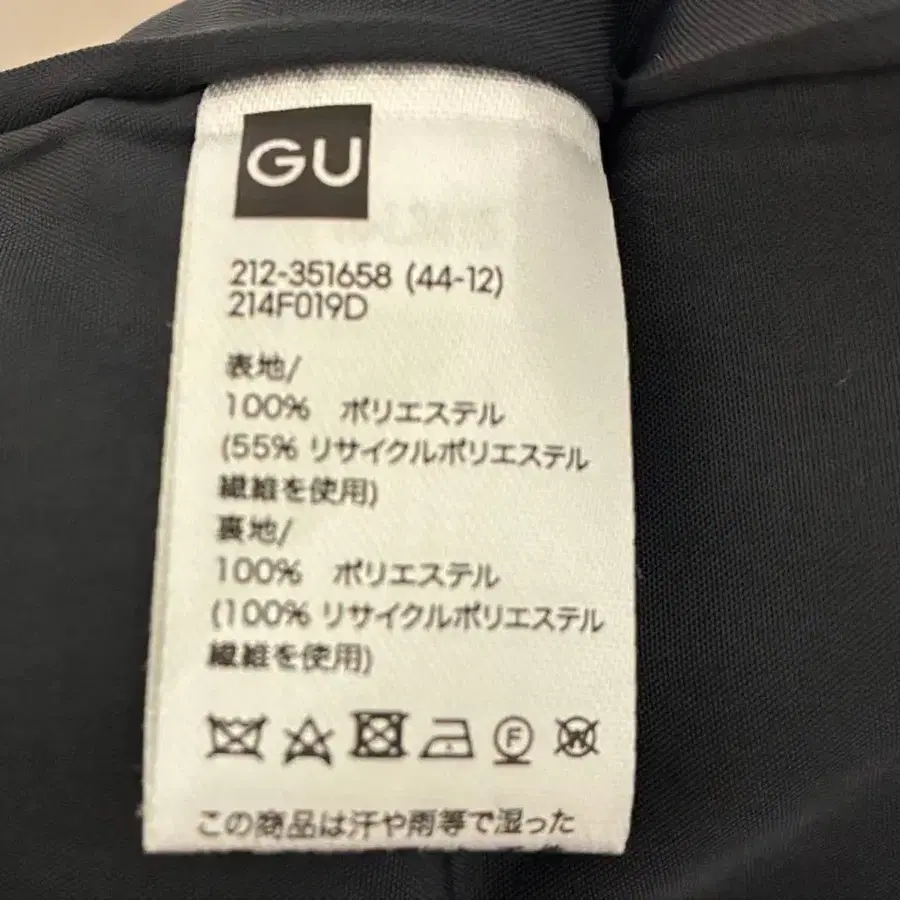 GU
212-351658 (44-12)
214F019D
表地/
100% ポリエステル
(55% リサイクルポリエステル
繊維を使用)
裏地/
100% ポリエステル
(100% リサイクルポリエステル
繊維を使用)
F
W
この商品は汗や雨等で湿った